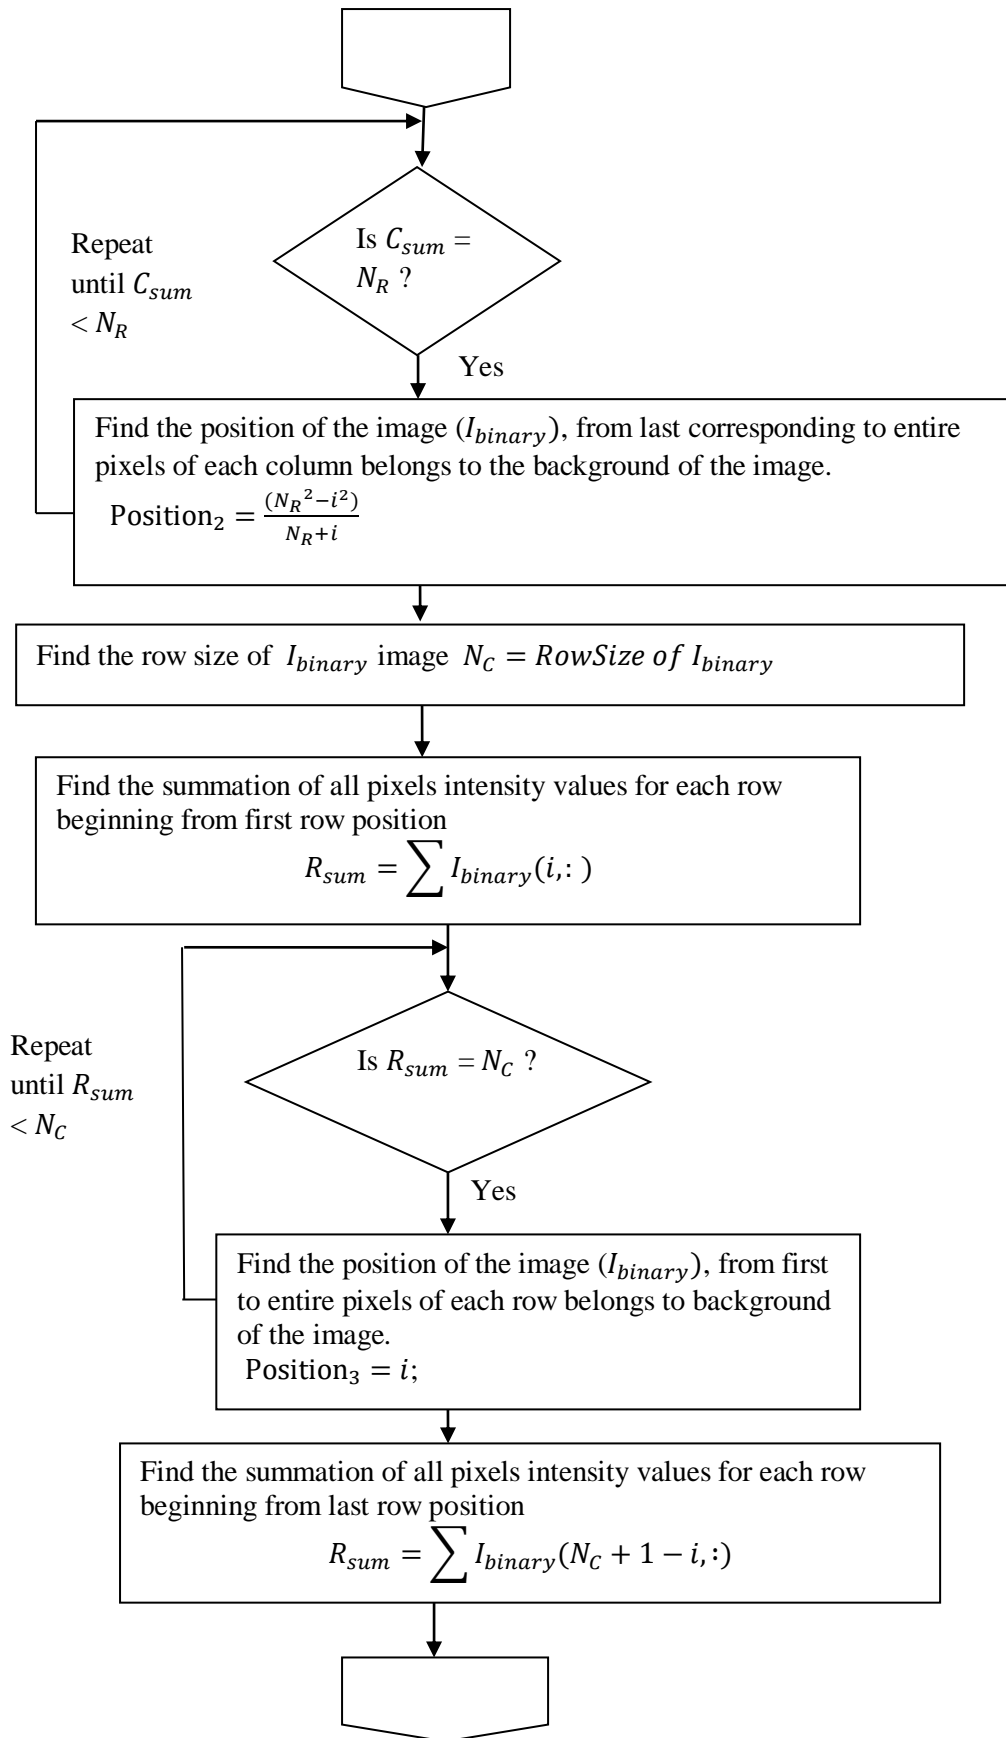 Is C_sum =
N_R ?
Repeat
until C_sum
< N_R
Yes
Find the position of the image (I_binary), from last corresponding to entire
pixels of each column belongs to the background of the image.
Position₂ = (N_R² − i²) / (N_R + i)
Find the row size of I_binary image N_C = RowSize of I_binary
Find the summation of all pixels intensity values for each row
beginning from first row position
R_sum = ∑ I_binary(i,: )
Repeat
until R_sum
< N_C
Is R_sum = N_C ?
Yes
Find the position of the image (I_binary), from first
to entire pixels of each row belongs to background
of the image.
Position₃ = i;
Find the summation of all pixels intensity values for each row
beginning from last row position
R_sum = ∑ I_binary(N_C + 1 − i,:)